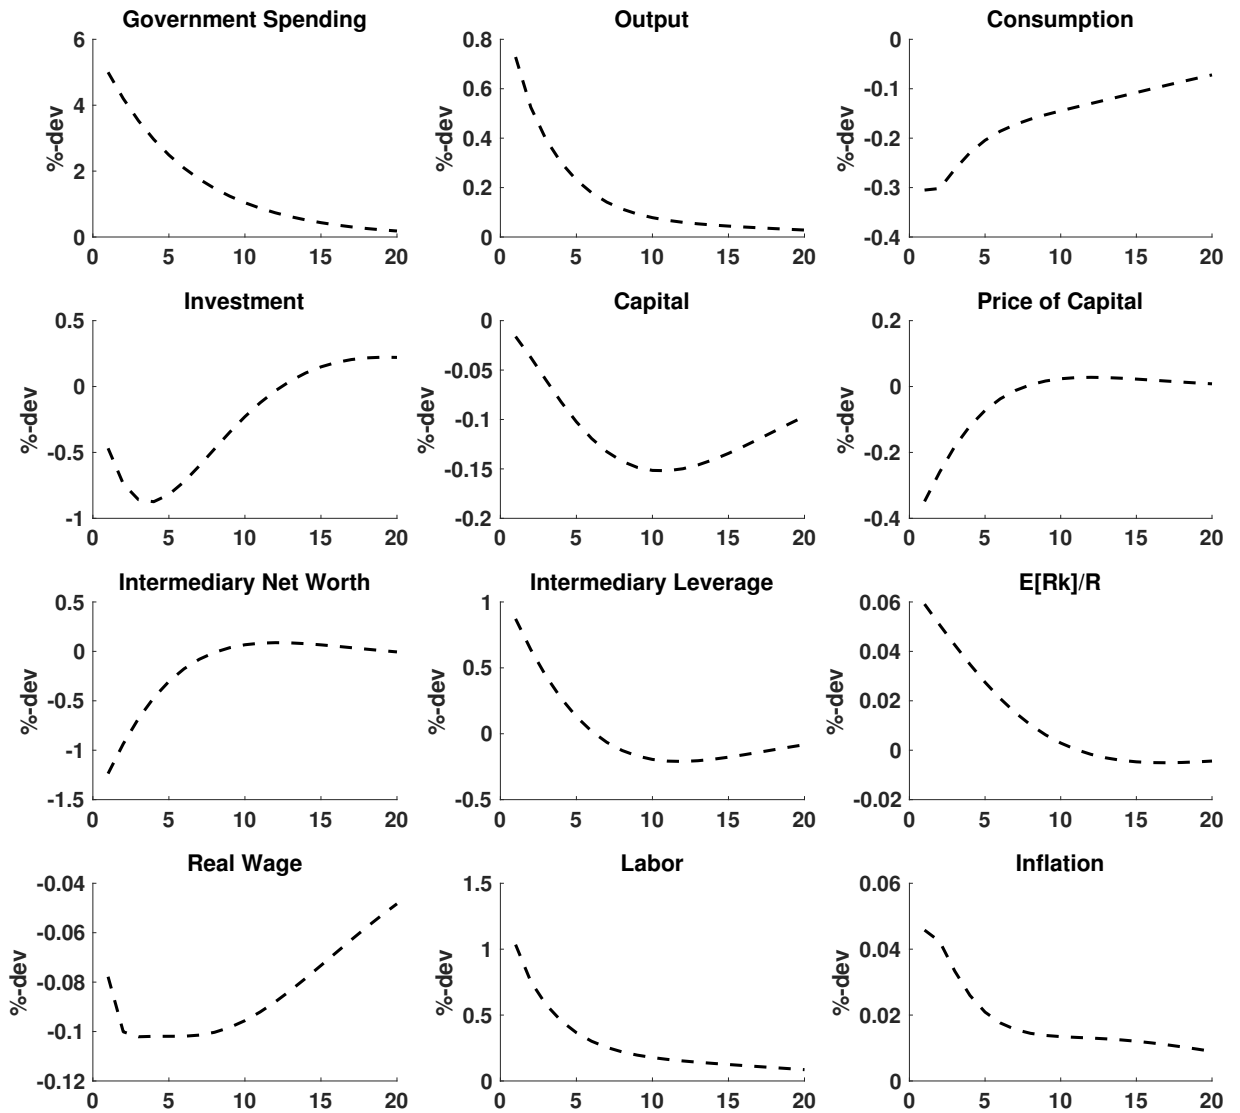 Government Spending
%-dev
6
4
2
0
0 5 10 15 20
Output
%-dev
0.8
0.6
0.4
0.2
0
0 5 10 15 20
Consumption
%-dev
0
-0.1
-0.2
-0.3
-0.4
0 5 10 15 20
Investment
%-dev
0.5
0
-0.5
-1
0 5 10 15 20
Capital
%-dev
0
-0.05
-0.1
-0.15
-0.2
0 5 10 15 20
Price of Capital
%-dev
0.2
0
-0.2
-0.4
0 5 10 15 20
Intermediary Net Worth
%-dev
0.5
0
-0.5
-1
-1.5
0 5 10 15 20
Intermediary Leverage
%-dev
1
0.5
0
-0.5
0 5 10 15 20
E[Rk]/R
%-dev
0.06
0.04
0.02
0
-0.02
0 5 10 15 20
Real Wage
%-dev
-0.04
-0.06
-0.08
-0.1
-0.12
0 5 10 15 20
Labor
%-dev
1.5
1
0.5
0
0 5 10 15 20
Inflation
%-dev
0.06
0.04
0.02
0
0 5 10 15 20